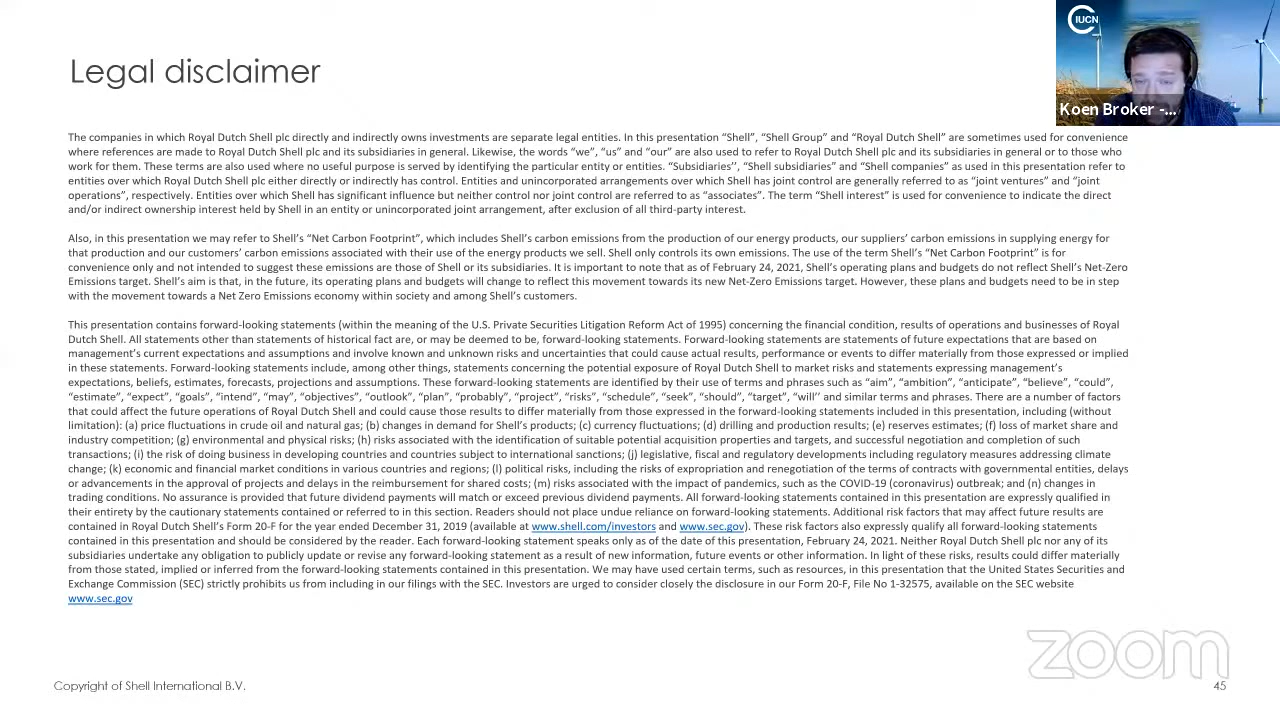 IUCN
Koen Broker -...
Legal disclaimer
The companies in which Royal Dutch Shell plc directly and indirectly owns investments are separate legal entities. In this presentation “Shell”, “Shell Group” and “Royal Dutch Shell” are sometimes used for convenience
where references are made to Royal Dutch Shell plc and its subsidiaries in general. Likewise, the words “we”, “us” and “our” are also used to refer to Royal Dutch Shell plc and its subsidiaries in general or to those who
work for them. These terms are also used where no useful purpose is served by identifying the particular entity or entities. “Subsidiaries’’, “Shell subsidiaries” and “Shell companies” as used in this presentation refer to
entities over which Royal Dutch Shell plc either directly or indirectly has control. Entities and unincorporated arrangements over which Shell has joint control are generally referred to as “joint ventures” and “joint
operations”, respectively. Entities over which Shell has significant influence but neither control nor joint control are referred to as “associates”. The term “Shell interest” is used for convenience to indicate the direct
and/or indirect ownership interest held by Shell in an entity or unincorporated joint arrangement, after exclusion of all third-party interest.
Also, in this presentation we may refer to Shell’s “Net Carbon Footprint”, which includes Shell’s carbon emissions from the production of our energy products, our suppliers’ carbon emissions in supplying energy for
that production and our customers’ carbon emissions associated with their use of the energy products we sell. Shell only controls its own emissions. The use of the term Shell’s “Net Carbon Footprint” is for
convenience only and not intended to suggest these emissions are those of Shell or its subsidiaries. It is important to note that as of February 24, 2021, Shell’s operating plans and budgets do not reflect Shell’s Net-Zero
Emissions target. Shell’s aim is that, in the future, its operating plans and budgets will change to reflect this movement towards its new Net-Zero Emissions target. However, these plans and budgets need to be in step
with the movement towards a Net Zero Emissions economy within society and among Shell’s customers.
This presentation contains forward-looking statements (within the meaning of the U.S. Private Securities Litigation Reform Act of 1995) concerning the financial condition, results of operations and businesses of Royal
Dutch Shell. All statements other than statements of historical fact are, or may be deemed to be, forward-looking statements. Forward-looking statements are statements of future expectations that are based on
management’s current expectations and assumptions and involve known and unknown risks and uncertainties that could cause actual results, performance or events to differ materially from those expressed or implied
in these statements. Forward-looking statements include, among other things, statements concerning the potential exposure of Royal Dutch Shell to market risks and statements expressing management’s
expectations, beliefs, estimates, forecasts, projections and assumptions. These forward-looking statements are identified by their use of terms and phrases such as “aim”, “ambition”, “anticipate”, “believe”, “could”,
“estimate”, “expect”, “goals”, “intend”, “may”, “objectives”, “outlook”, “plan”, “probably”, “project”, “risks”, “schedule”, “seek”, “should”, “target”, “will’’ and similar terms and phrases. There are a number of factors
that could affect the future operations of Royal Dutch Shell and could cause those results to differ materially from those expressed in the forward-looking statements included in this presentation, including (without
limitation): (a) price fluctuations in crude oil and natural gas; (b) changes in demand for Shell’s products; (c) currency fluctuations; (d) drilling and production results; (e) reserves estimates; (f) loss of market share and
industry competition; (g) environmental and physical risks; (h) risks associated with the identification of suitable potential acquisition properties and targets, and successful negotiation and completion of such
transactions; (i) the risk of doing business in developing countries and countries subject to international sanctions; (j) legislative, fiscal and regulatory developments including regulatory measures addressing climate
change; (k) economic and financial market conditions in various countries and regions; (l) political risks, including the risks of expropriation and renegotiation of the terms of contracts with governmental entities, delays
or advancements in the approval of projects and delays in the reimbursement for shared costs; (m) risks associated with the impact of pandemics, such as the COVID-19 (coronavirus) outbreak; and (n) changes in
trading conditions. No assurance is provided that future dividend payments will match or exceed previous dividend payments. All forward-looking statements contained in this presentation are expressly qualified in
their entirety by the cautionary statements contained or referred to in this section. Readers should not place undue reliance on forward-looking statements. Additional risk factors that may affect future results are
contained in Royal Dutch Shell’s Form 20-F for the year ended December 31, 2019 (available at www.shell.com/investors and www.sec.gov). These risk factors also expressly qualify all forward-looking statements
contained in this presentation and should be considered by the reader. Each forward-looking statement speaks only as of the date of this presentation, February 24, 2021. Neither Royal Dutch Shell plc nor any of its
subsidiaries undertake any obligation to publicly update or revise any forward-looking statement as a result of new information, future events or other information. In light of these risks, results could differ materially
from those stated, implied or inferred from the forward-looking statements contained in this presentation. We may have used certain terms, such as resources, in this presentation that the United States Securities and
Exchange Commission (SEC) strictly prohibits us from including in our filings with the SEC. Investors are urged to consider closely the disclosure in our Form 20-F, File No 1-32575, available on the SEC website
www.sec.gov
zoom
Copyright of Shell International B.V.
45